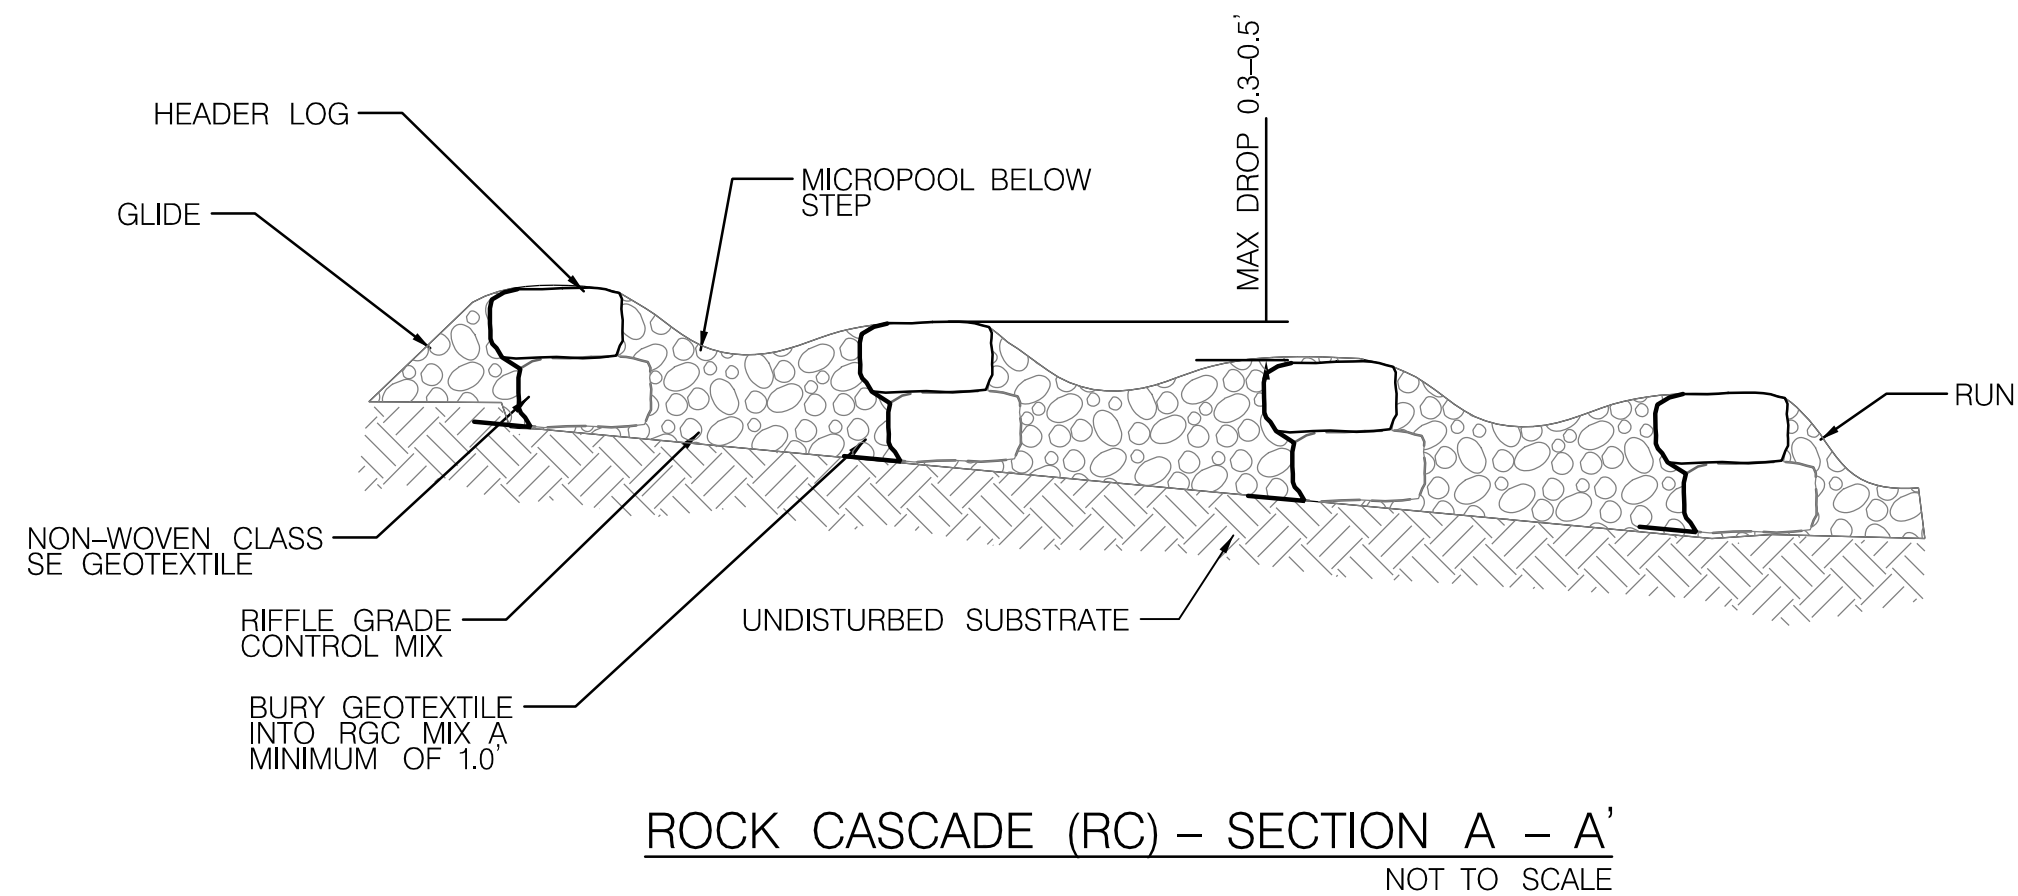 HEADER LOG
GLIDE
MICROPOOL BELOW
STEP
MAX DROP 0.3–0.5'
RUN
NON–WOVEN CLASS
SE GEOTEXTILE
RIFFLE GRADE
CONTROL MIX
UNDISTURBED SUBSTRATE
BURY GEOTEXTILE
INTO RGC MIX A
MINIMUM OF 1.0'
ROCK CASCADE (RC) – SECTION A – A'
NOT TO SCALE